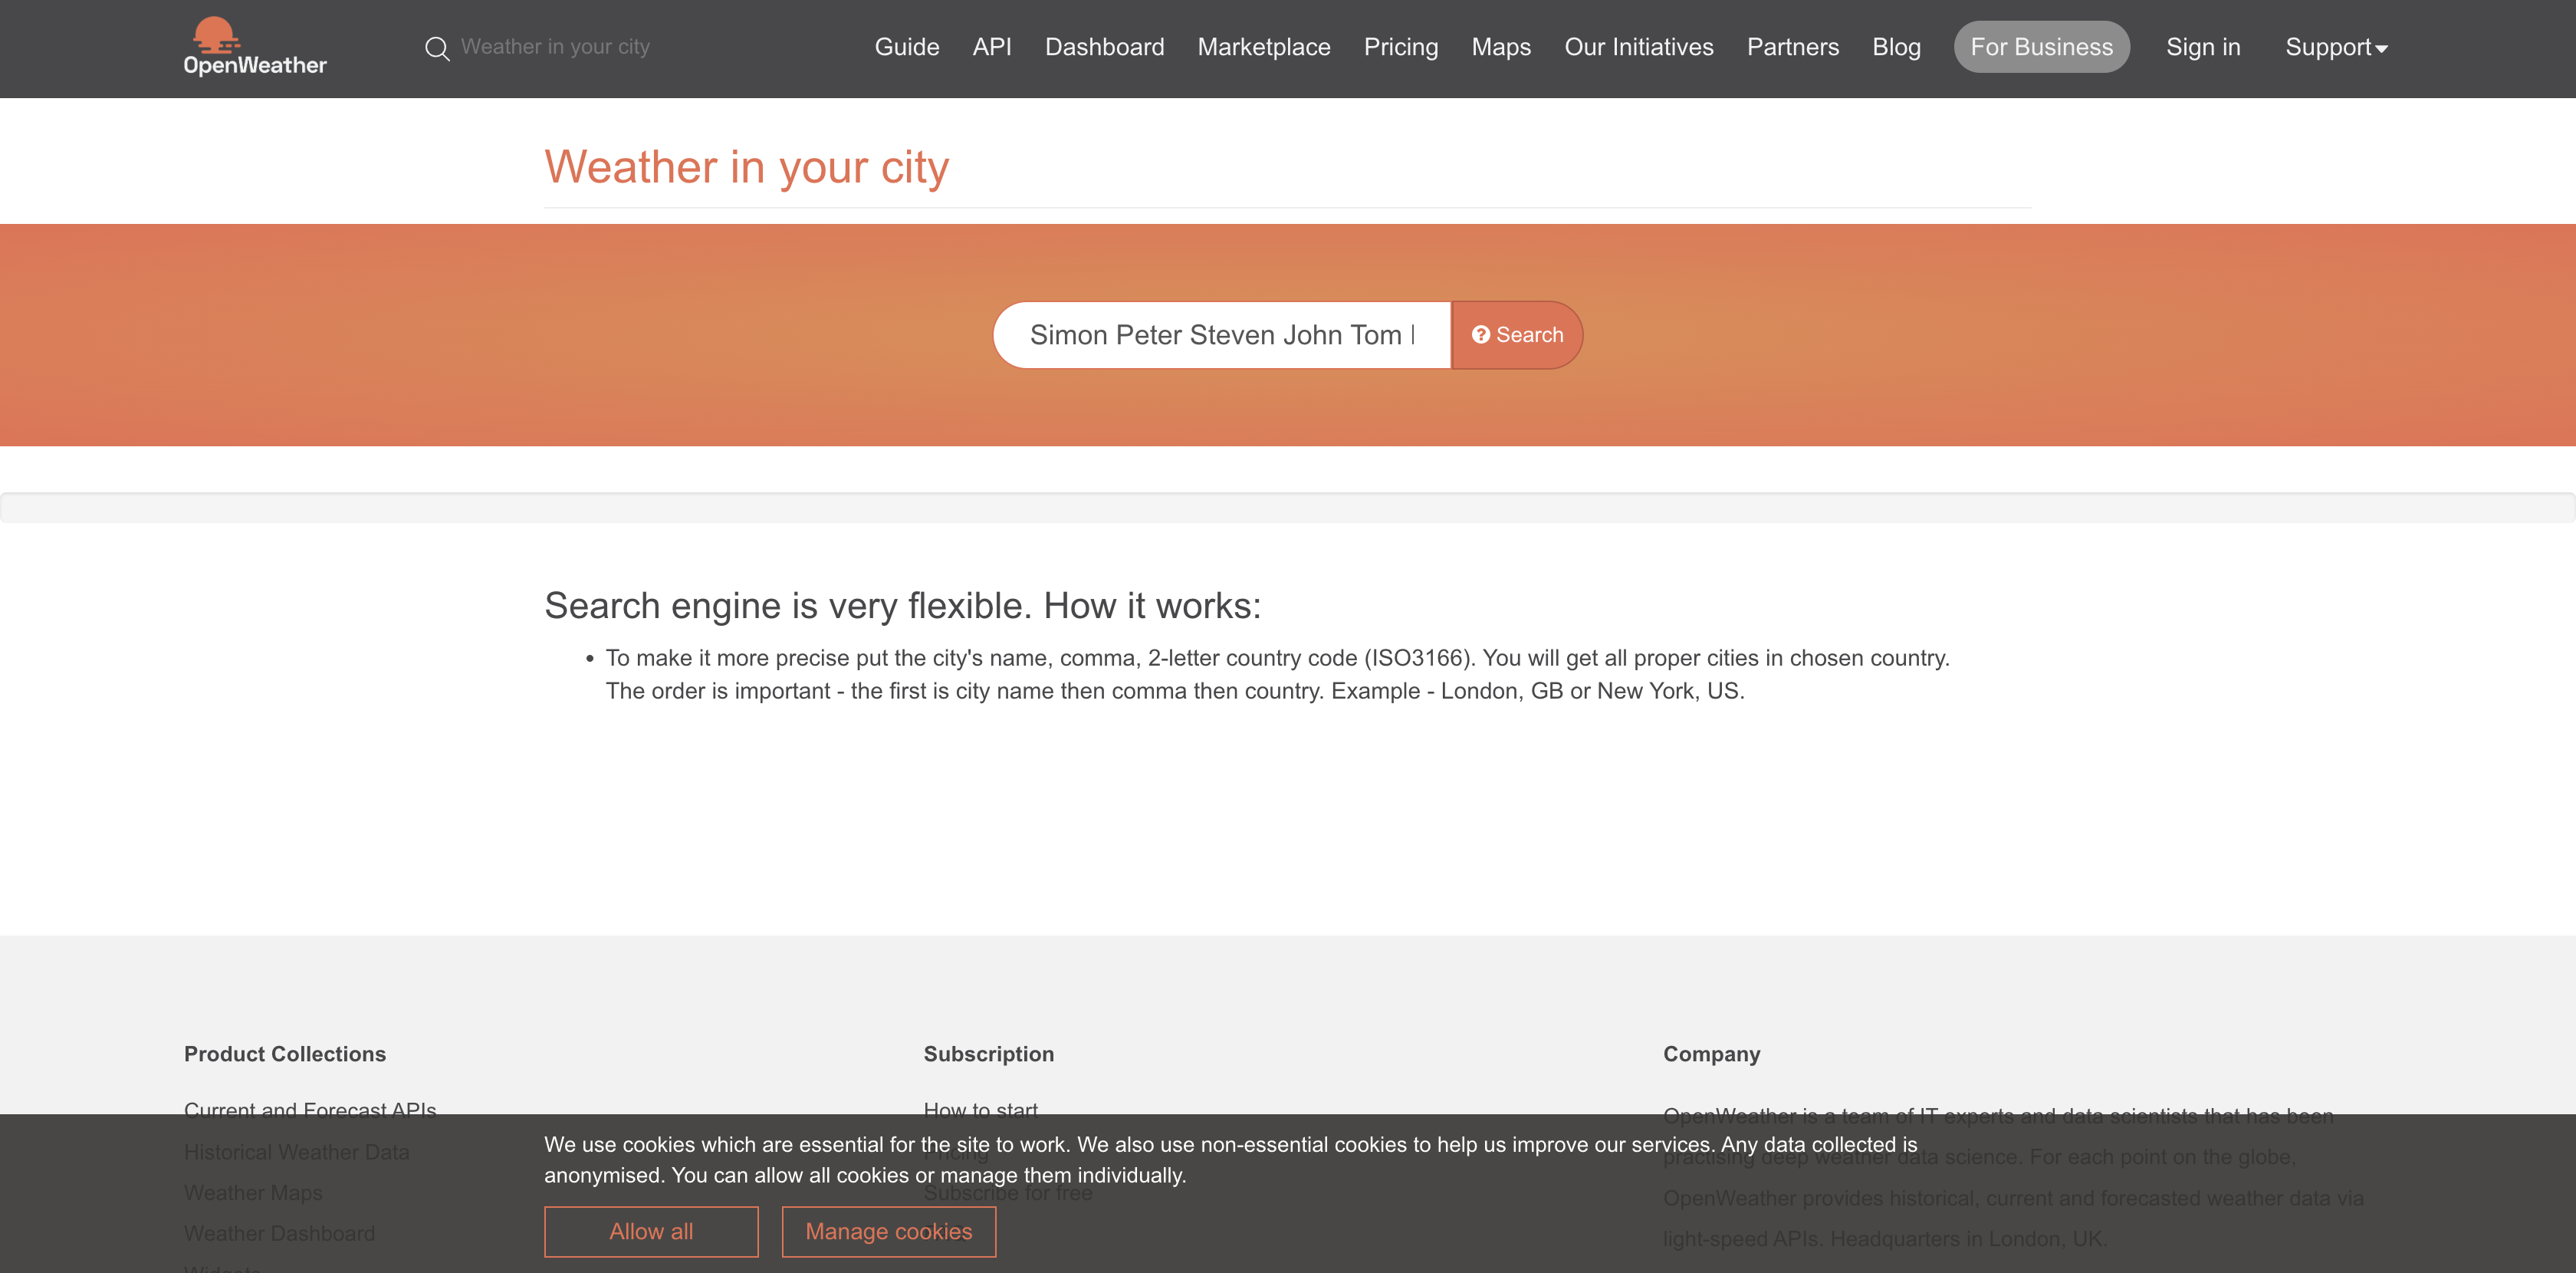 OpenWeather
Weather in your city
Guide API Dashboard Marketplace Pricing Maps Our Initiatives Partners Blog For Business Sign in Support
Weather in your city
Simon Peter Steven John Tom
Search
Search engine is very flexible. How it works:
• To make it more precise put the city's name, comma, 2-letter country code (ISO3166). You will get all proper cities in chosen country.
The order is important - the first is city name then comma then country. Example - London, GB or New York, US.
Product Collections
Current and Forecast APIs
Historical Weather Data
Weather Maps
Weather Dashboard
Widgets
Subscription
How to start
Pricing
Subscribe for free
Company
OpenWeather is a team of IT experts and data scientists that has been
practising deep weather data science. For each point on the globe,
OpenWeather provides historical, current and forecasted weather data via
light-speed APIs. Headquarters in London, UK.
We use cookies which are essential for the site to work. We also use non-essential cookies to help us improve our services. Any data collected is
anonymised. You can allow all cookies or manage them individually.
Allow all
Manage cookies